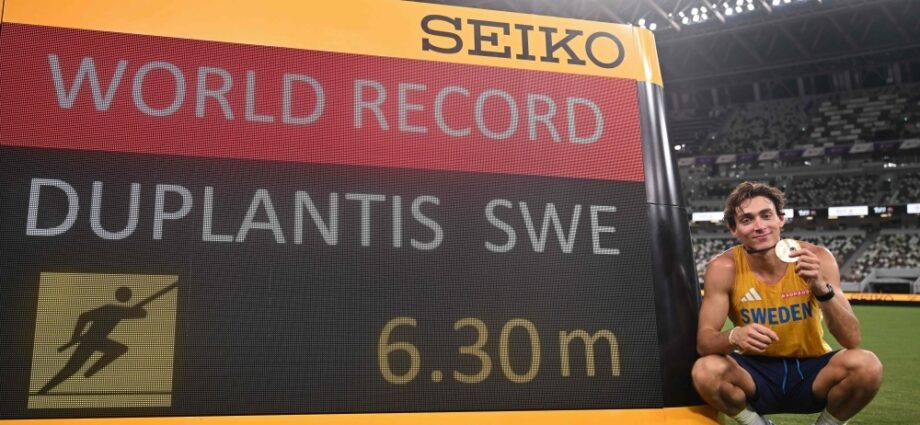 SEIKO
WORLD RECORD
DUPLANTIS SWE
6.30 m
SWEDEN